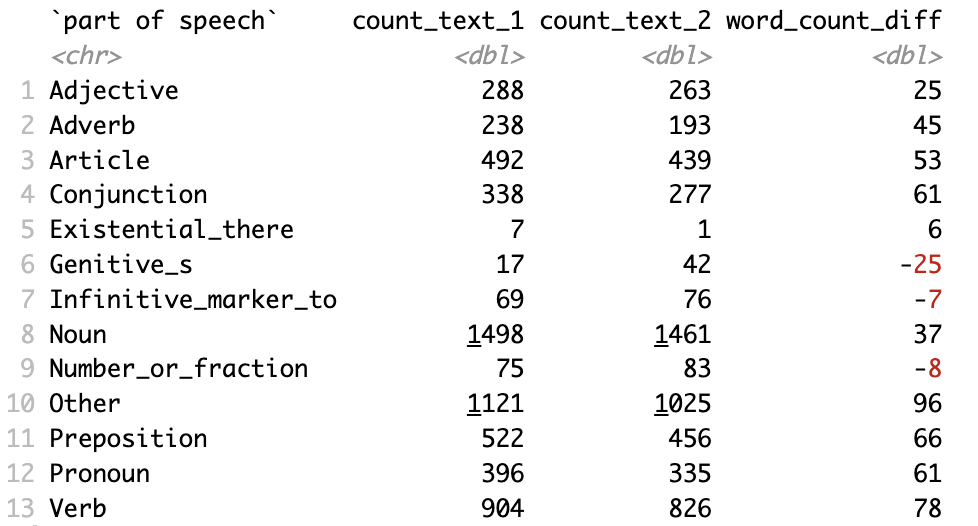 `part of speech` count_text_1 count_text_2 word_count_diff
<chr> <dbl> <dbl> <dbl>
1 Adjective 288 263 25
2 Adverb 238 193 45
3 Article 492 439 53
4 Conjunction 338 277 61
5 Existential_there 7 1 6
6 Genitive_s 17 42 -25
7 Infinitive_marker_to 69 76 -7
8 Noun 1498 1461 37
9 Number_or_fraction 75 83 -8
10 Other 1121 1025 96
11 Preposition 522 456 66
12 Pronoun 396 335 61
13 Verb 904 826 78